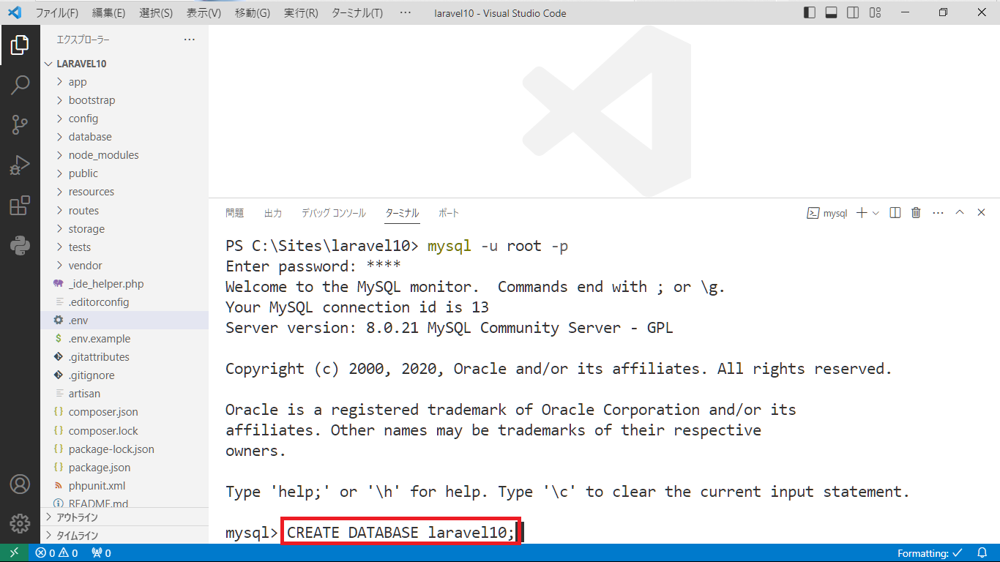 ファイル(F) 編集(E) 選択(S) 表示(V) 移動(G) 実行(R) ターミナル(T) ··· laravel10 - Visual Studio Code
エクスプローラー ···
LARAVEL10
app
bootstrap
config
database
node_modules
public
resources
routes
storage
tests
vendor
_ide_helper.php
.editorconfig
.env
.env.example
.gitattributes
.gitignore
artisan
composer.json
composer.lock
package-lock.json
package.json
phpunit.xml
README.md
アウトライン
タイムライン
問題 出力 デバッグ コンソール ターミナル ポート mysql ···
PS C:\Sites\laravel10> mysql -u root -p
Enter password: ****
Welcome to the MySQL monitor.  Commands end with ; or \g.
Your MySQL connection id is 13
Server version: 8.0.21 MySQL Community Server - GPL
Copyright (c) 2000, 2020, Oracle and/or its affiliates. All rights reserved.
Oracle is a registered trademark of Oracle Corporation and/or its
affiliates. Other names may be trademarks of their respective
owners.
Type 'help;' or '\h' for help. Type '\c' to clear the current input statement.
mysql> CREATE DATABASE laravel10;
0 0 0 Formatting: ✓